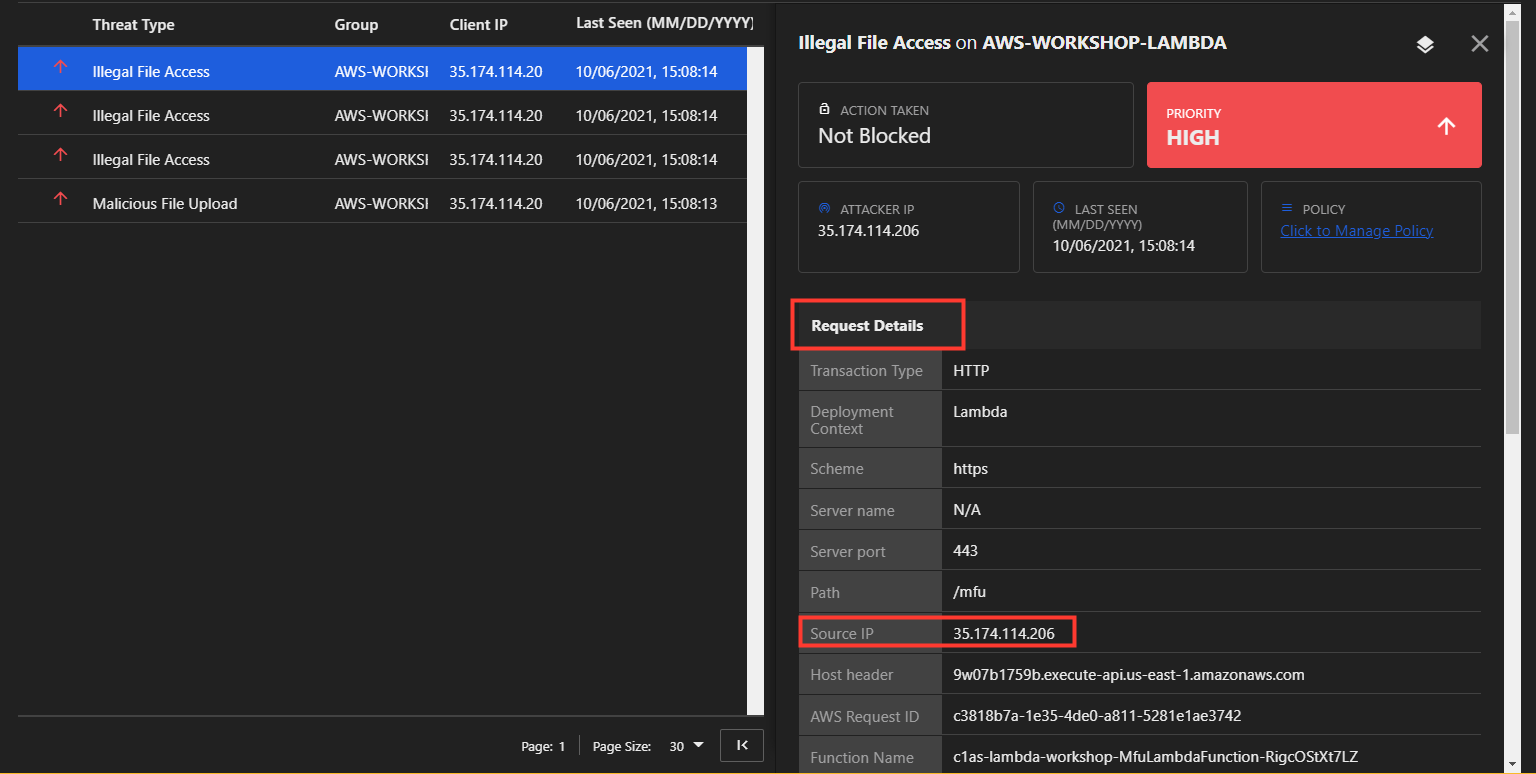 Threat Type Group Client IP Last Seen (MM/DD/YYYY)
Illegal File Access AWS-WORKSI 35.174.114.20 10/06/2021, 15:08:14
Illegal File Access AWS-WORKSI 35.174.114.20 10/06/2021, 15:08:14
Illegal File Access AWS-WORKSI 35.174.114.20 10/06/2021, 15:08:14
Malicious File Upload AWS-WORKSI 35.174.114.20 10/06/2021, 15:08:13
Page: 1 Page Size: 30
Illegal File Access on AWS-WORKSHOP-LAMBDA
ACTION TAKEN
Not Blocked
PRIORITY
HIGH
ATTACKER IP
35.174.114.206
LAST SEEN
(MM/DD/YYYY)
10/06/2021, 15:08:14
POLICY
Click to Manage Policy
Request Details
Transaction Type HTTP
Deployment Lambda
Context
Scheme https
Server name N/A
Server port 443
Path /mfu
Source IP 35.174.114.206
Host header 9w07b1759b.execute-api.us-east-1.amazonaws.com
AWS Request ID c3818b7a-1e35-4de0-a811-5281e1ae3742
Function Name c1as-lambda-workshop-MfuLambdaFunction-RigcOStXt7LZ